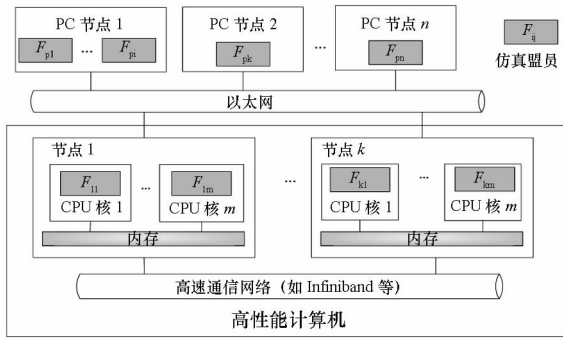 PC 节点 1
PC 节点 2
PC 节点 n
F_p1 ... F_pi
F_pk
...
F_pn
F_ij
仿真盟员
以太网
节点 1
节点 k
F_11 ... F_1m
...
F_k1 ... F_km
CPU 核 1 CPU 核 m
CPU 核 1 CPU 核 m
内存
内存
高速通信网络(如 Infiniband 等)
高性能计算机